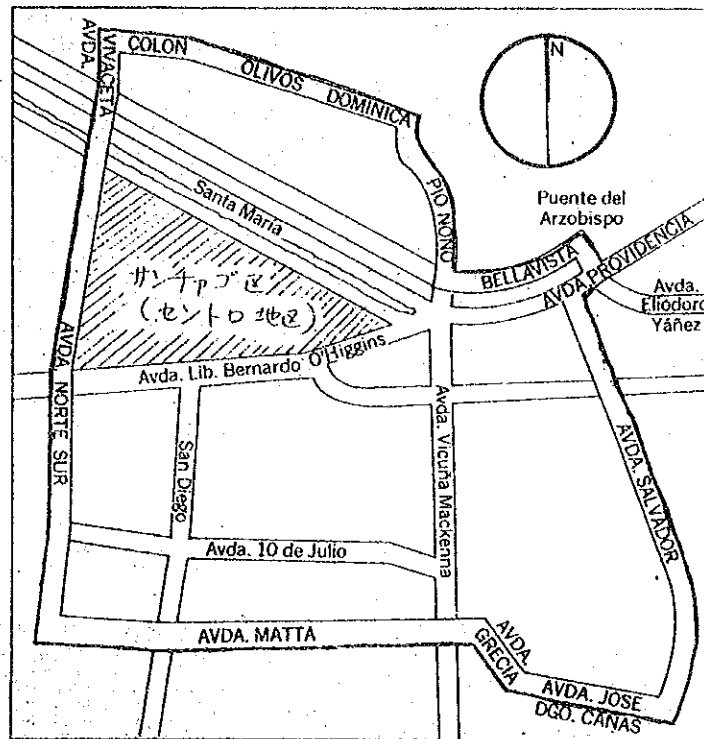 AVDA. VIVACETA
COLON
OLIVOS
DOMINICA
N
PIO NONO
Santa María
Puente del
Arzobispo
BELLAVISTA
AVDA PROVIDENCIA
Avda.
Eliodoro
Yáñez
サンチャゴ区
(セントロ地区)
Avda. Lib. Bernardo O'Higgins
AVDA NORTE SUR
San Diego
Avda. Vicuña Mackenna
AVDA. SALVADOR
Avda. 10 de Julio
AVDA. MATTA
AVDA.
GRECIA
AVDA. JOSE
DGO. CAÑAS